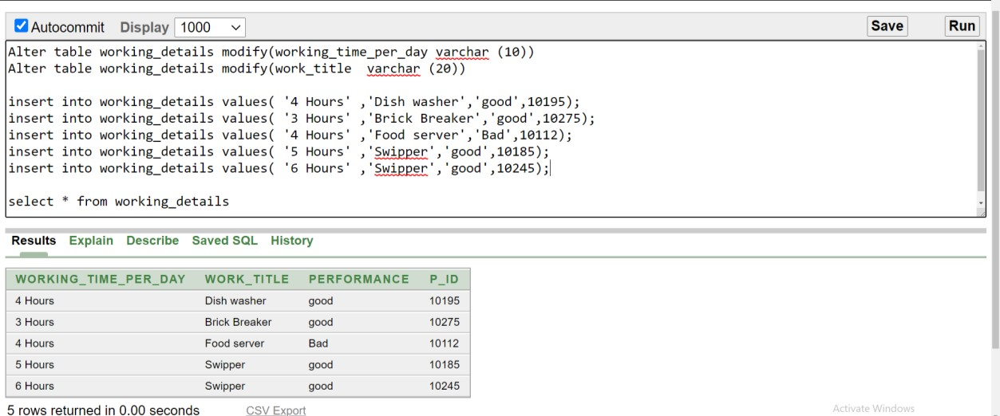 Autocommit Display 1000 Save Run
Alter table working_details modify(working_time_per_day varchar (10))
Alter table working_details modify(work_title  varchar (20))
insert into working_details values( '4 Hours' ,'Dish washer','good',10195);
insert into working_details values( '3 Hours' ,'Brick Breaker','good',10275);
insert into working_details values( '4 Hours' ,'Food server','Bad',10112);
insert into working_details values( '5 Hours' ,'Swipper','good',10185);
insert into working_details values( '6 Hours' ,'Swipper','good',10245);
select * from working_details
Results Explain Describe Saved SQL History
WORKING_TIME_PER_DAY WORK_TITLE PERFORMANCE P_ID
4 Hours Dish washer good 10195
3 Hours Brick Breaker good 10275
4 Hours Food server Bad 10112
5 Hours Swipper good 10185
6 Hours Swipper good 10245
5 rows returned in 0.00 seconds CSV Export
Activate Windows